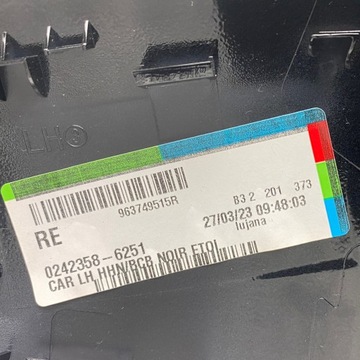 LH
963749515R
B3 2 201 373
RE
27/03/23 09:48:03
lujana
0242358-6251
CAR LH HHN/BCB NOIR ETOI